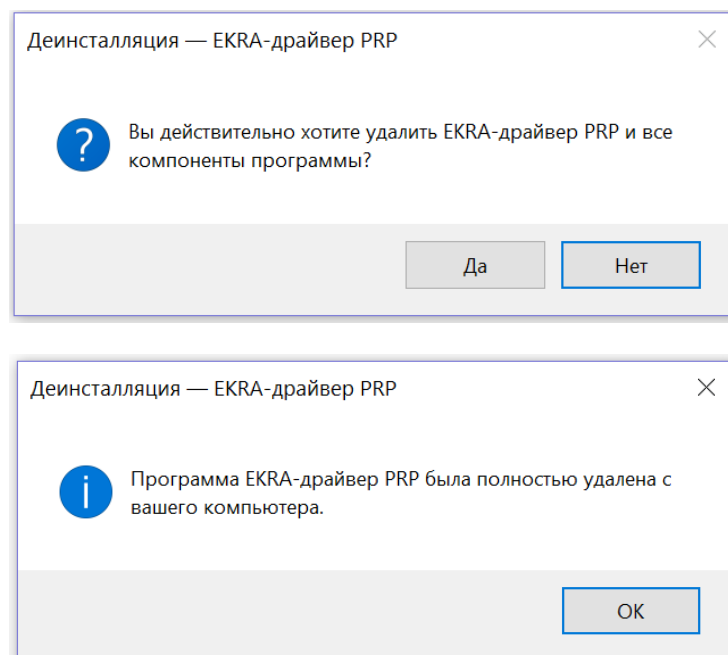 Деинсталляция — EKRA-драйвер PRP
Вы действительно хотите удалить EKRA-драйвер PRP и все
компоненты программы?
Да
Нет
Деинсталляция — EKRA-драйвер PRP
Программа EKRA-драйвер PRP была полностью удалена с
вашего компьютера.
ОК